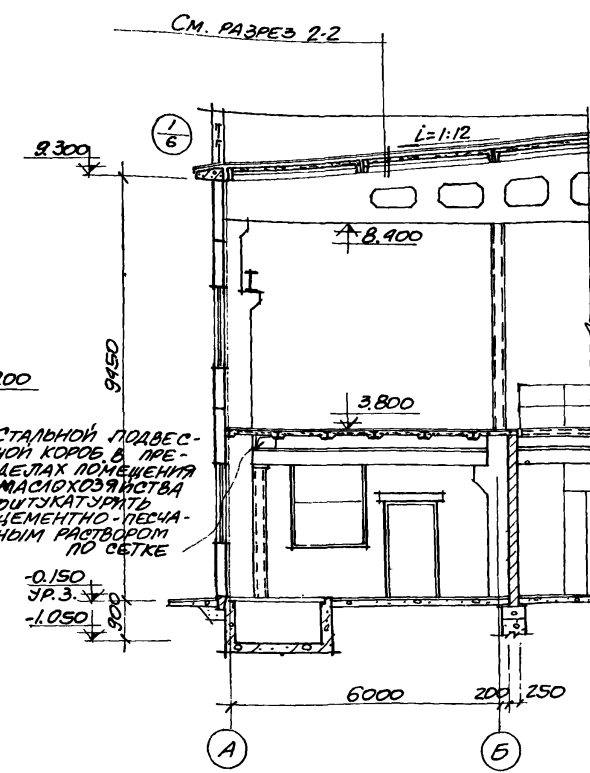 См. РАЗРЕЗ 2-2
1
6
i=1:12
9.300
8.400
9450
200
3.800
СТАЛЬНОЙ ПОДВЕС-
НОЙ КОРОБ В ПРЕ-
ДЕЛАХ ПОМЕЩЕНИЯ
МАСЛОХОЗЯЙСТВА
ОШТУКАТУРИТЬ
ЦЕМЕНТНО-ПЕСЧА-
НЫМ РАСТВОРОМ
ПО СЕТКЕ
-0.150
УР.З.
-1.050
900
6000
200
250
А
Б